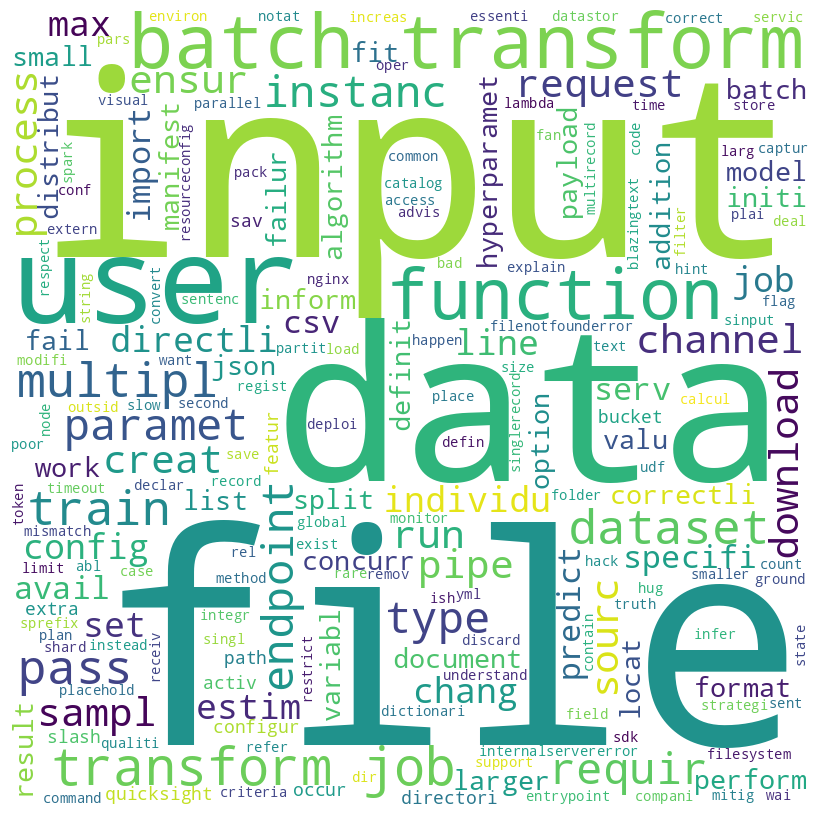 environ notat increas essenti datastor correct servic
max batch transform
pars
small ensur fit oper request batch
visual parallel instanc lambda time store
process distribut import manifest failur algorithm hyperparamet payload multirecord fan code larg captur
spark conf resourceconfig pack common catalog access advis model
input
extern sav blazingtext addition filter initi plai deal
respect string convert user sentenc nginx bad explain hint job
inform function flag
fail directli csv filenotfounderror sinput channel
modifi partit load happen definit line text
multipl json regist size serv calcul
outsid slow second data place singlerecord option bucket
node poor paramet featur deploi defin valu udf download
work creat save record folder correctli
token timeout declar list split individu
mismatch train global monitor dataset
limit abl exist run hack count
config case rel method concurr rare remov pipe predict specifi smaller ground
avail extra integr hug truth
sprefix plan set singl variabl ish yml type sourc contain infer
shard instead receiv endpoint path restrict discard document locat state
pass placehold activ understand format
sampl estim dictionari chang field strategi sent
file
slash configur sdk
result qualiti refer internalservererror filesystem
transform job support requir
dir larger perform
command quicksight criteria occur directori entrypoint compani mitig wai
want